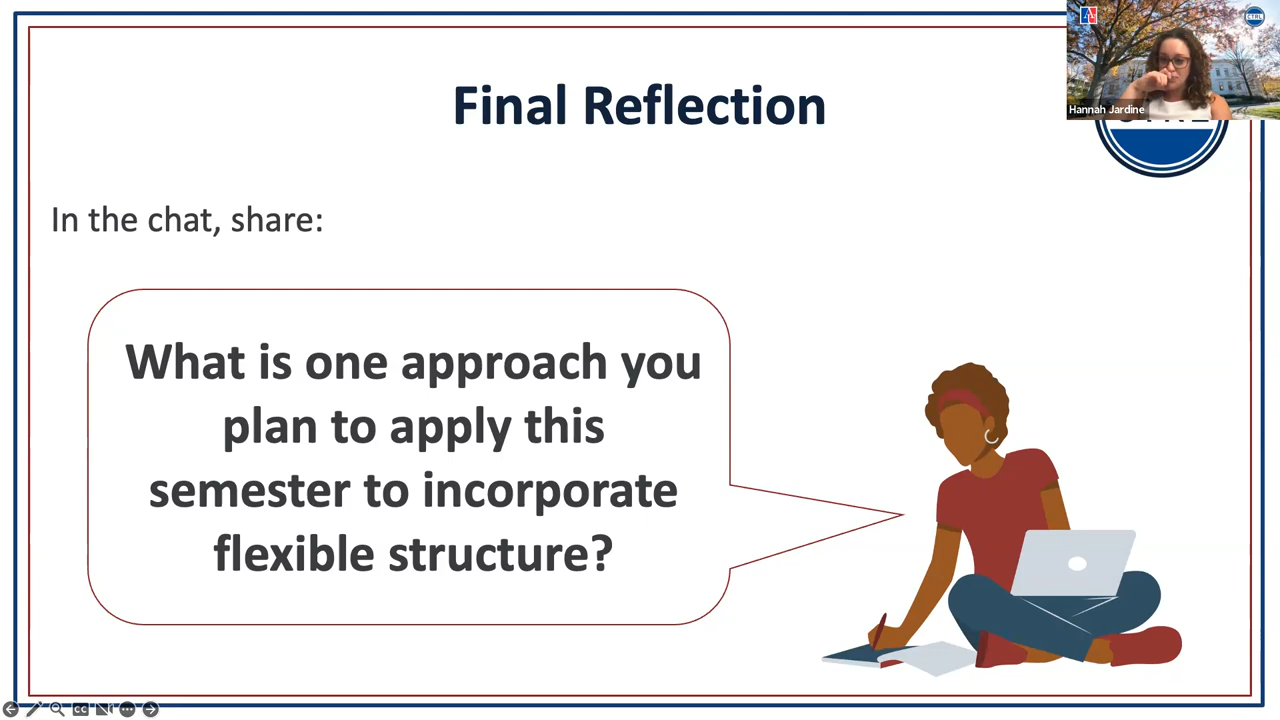 Final Reflection
Hannah Jardine
In the chat, share:
What is one approach you
plan to apply this
semester to incorporate
flexible structure?
CC